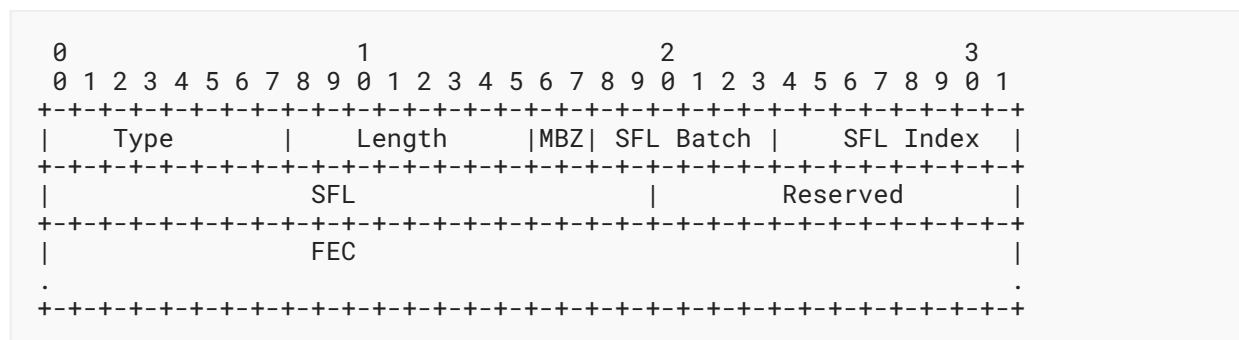 0                   1                   2                   3
 0 1 2 3 4 5 6 7 8 9 0 1 2 3 4 5 6 7 8 9 0 1 2 3 4 5 6 7 8 9 0 1
+-+-+-+-+-+-+-+-+-+-+-+-+-+-+-+-+-+-+-+-+-+-+-+-+-+-+-+-+-+-+-+-+
|    Type       |    Length     |MBZ| SFL Batch |    SFL Index  |
+-+-+-+-+-+-+-+-+-+-+-+-+-+-+-+-+-+-+-+-+-+-+-+-+-+-+-+-+-+-+-+-+
|                 SFL                   |        Reserved       |
+-+-+-+-+-+-+-+-+-+-+-+-+-+-+-+-+-+-+-+-+-+-+-+-+-+-+-+-+-+-+-+-+
|                 FEC                                           |
.                                                               .
+-+-+-+-+-+-+-+-+-+-+-+-+-+-+-+-+-+-+-+-+-+-+-+-+-+-+-+-+-+-+-+-+